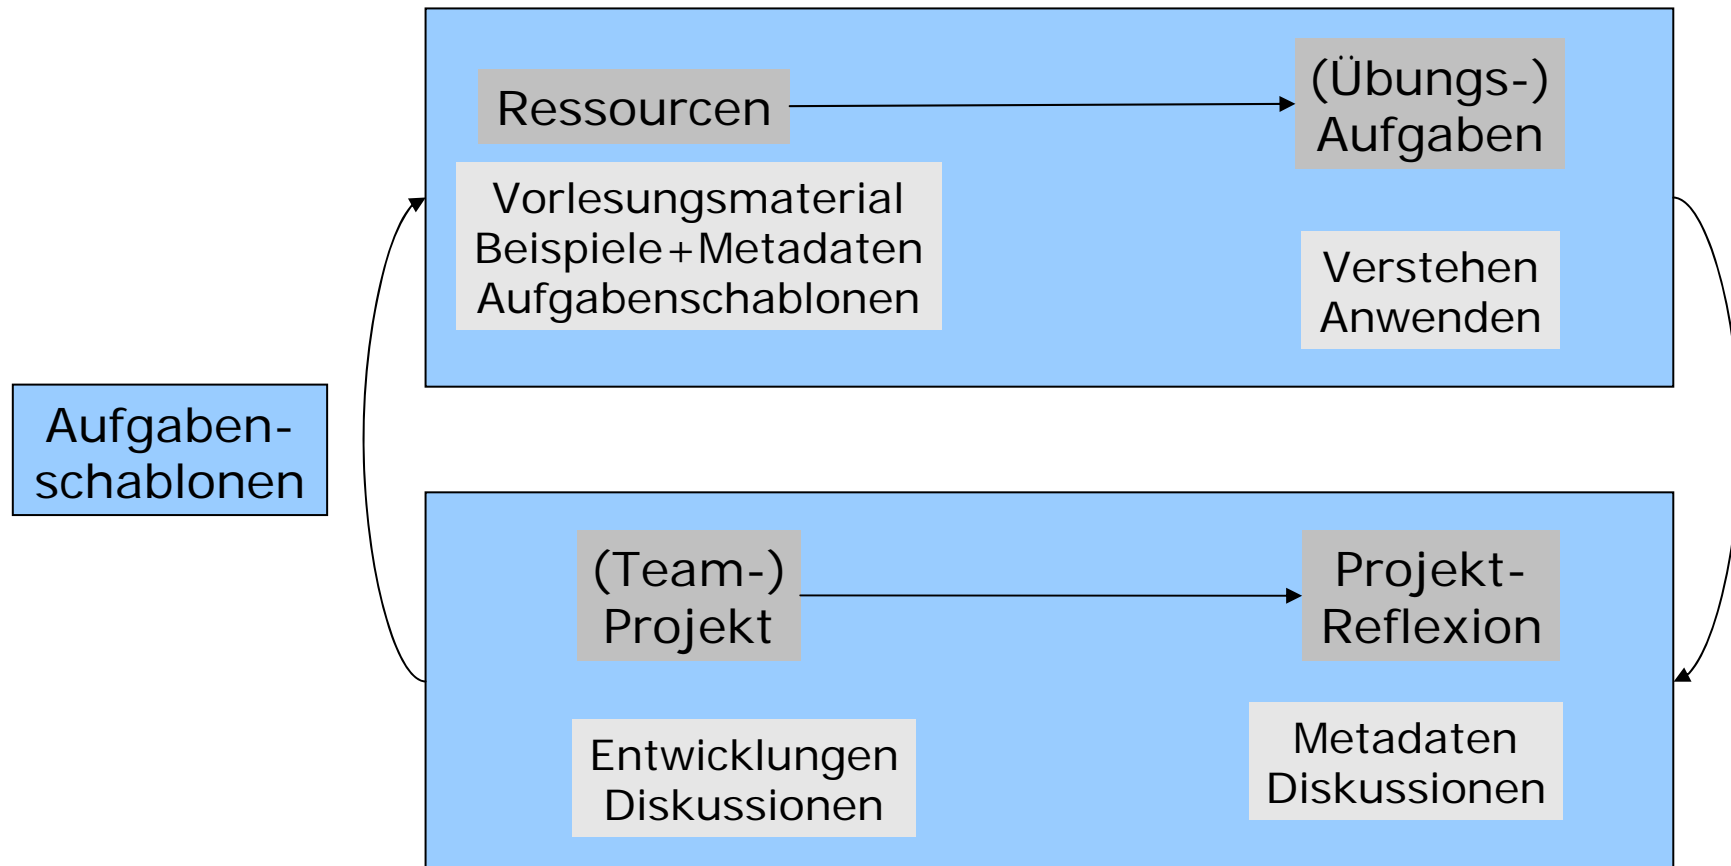 Ressourcen
(Übungs-)
Aufgaben
Vorlesungsmaterial
Beispiele+Metadaten
Aufgabenschablonen
Verstehen
Anwenden
Aufgaben-
schablonen
(Team-)
Projekt
Projekt-
Reflexion
Entwicklungen
Diskussionen
Metadaten
Diskussionen